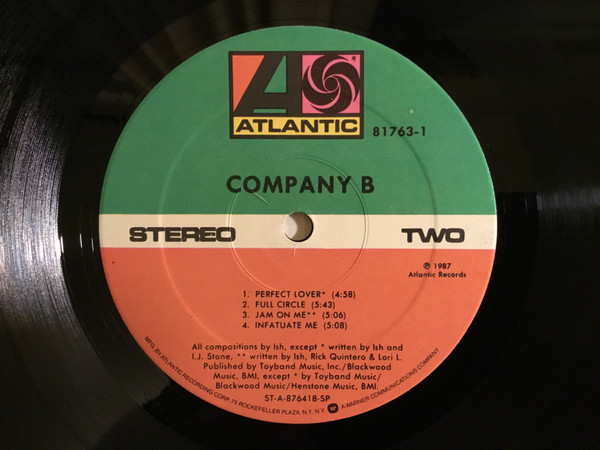 ATLANTIC
81763-1
COMPANY B
STEREO TWO
℗ 1987
Atlantic Records
1. PERFECT LOVER* (4:58)
2. FULL CIRCLE (5:43)
3. JAM ON ME** (5:06)
4. INFATUATE ME (5:08)
All compositions by Ish, except * written by Ish and
I.J. Stone, ** written by Ish, Rick Quintero & Lori L.
Published by Toyband Music, Inc./Blackwood
Music, BMI, except * by Toyband Music/
Blackwood Music/Henstone Music, BMI.
ST-A-876418-SP
MFG. BY ATLANTIC RECORDING CORP. 75 ROCKEFELLER PLAZA. N.Y. N.Y. A WARNER COMMUNICATIONS COMPANY